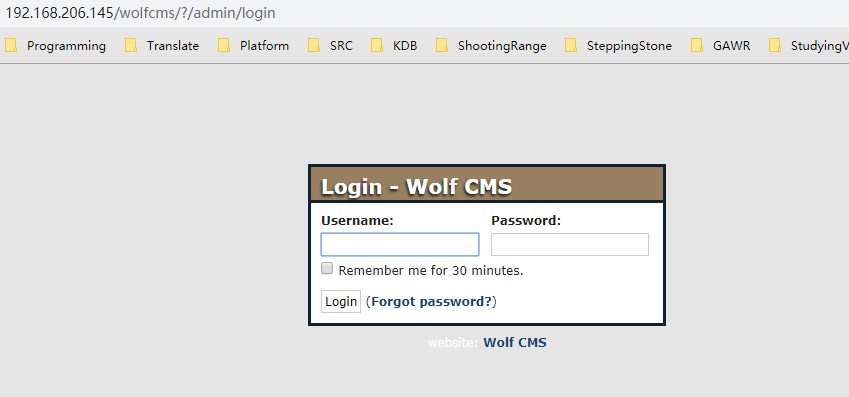 192.168.206.145/wolfcms/?/admin/login
Programming Translate Platform SRC KDB ShootingRange SteppingStone GAWR StudyingV
Login - Wolf CMS
Username: Password:
Remember me for 30 minutes.
Login (Forgot password?)
website: Wolf CMS